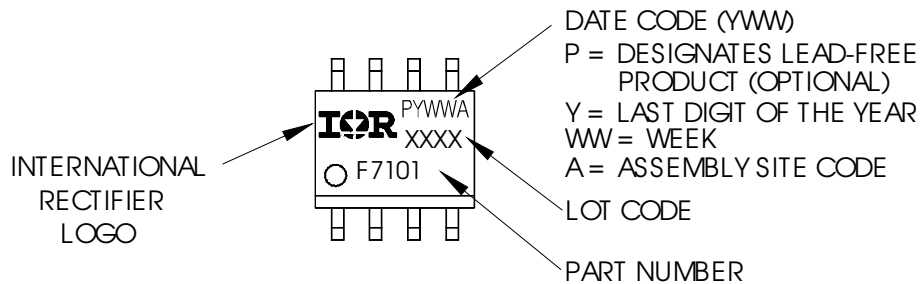 DATE CODE (YWW)
P = DESIGNATES LEAD-FREE
PRODUCT (OPTIONAL)
Y = LAST DIGIT OF THE YEAR
WW = WEEK
A = ASSEMBLY SITE CODE
LOT CODE
PART NUMBER
INTERNATIONAL
RECTIFIER
LOGO
IOR
PYWWA
XXXX
F7101